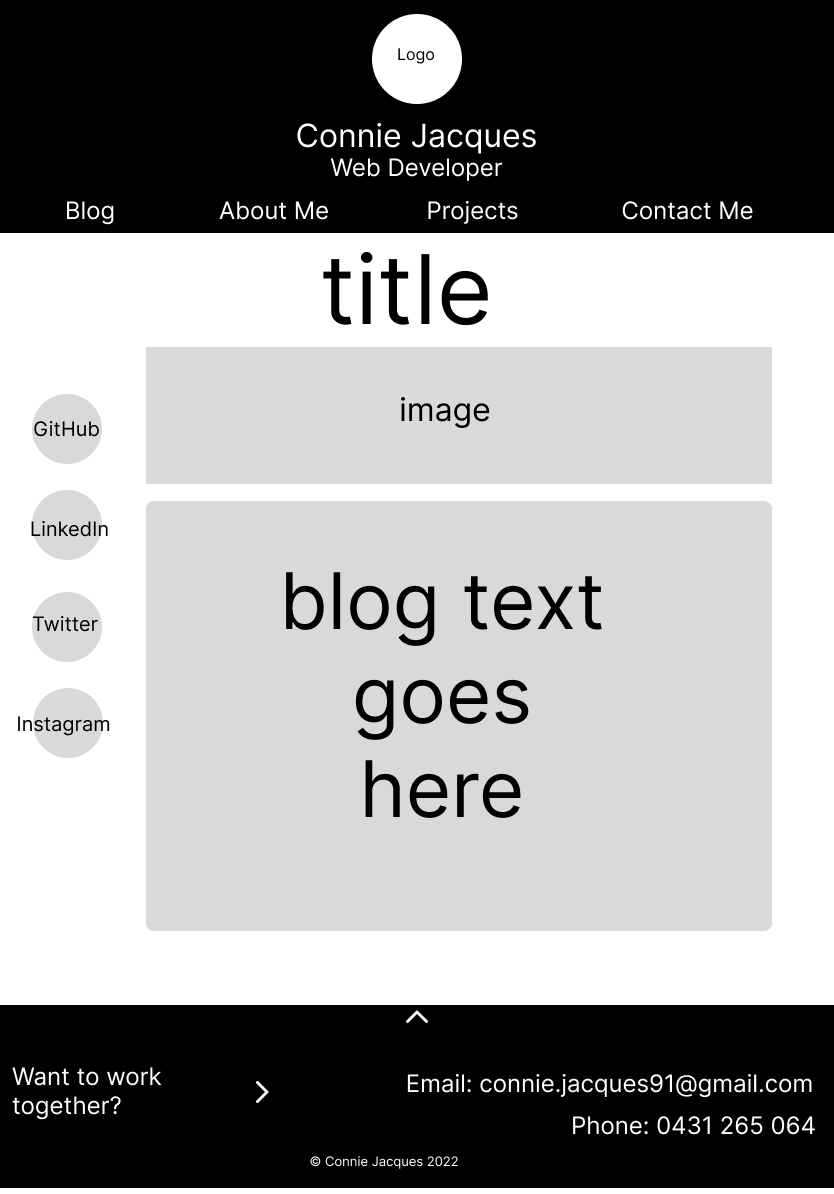 Logo
Connie Jacques
Web Developer
Blog About Me Projects Contact Me
title
image
GitHub
LinkedIn
Twitter
Instagram
blog text
goes
here
Want to work
together?
Email: connie.jacques91@gmail.com
Phone: 0431 265 064
© Connie Jacques 2022